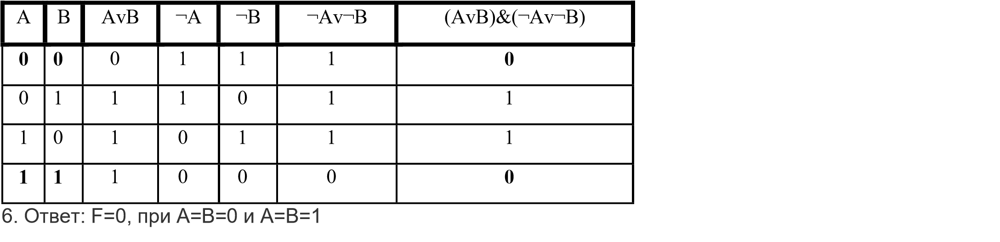 A B AvB ¬A ¬B ¬Av¬B (AvB)&(¬Av¬B)
0 0 0 1 1 1 0
0 1 1 1 0 1 1
1 0 1 0 1 1 1
1 1 1 0 0 0 0
6. Ответ: F=0, при A=B=0 и A=B=1